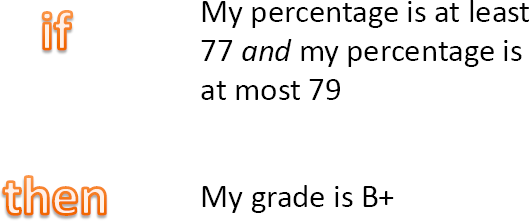 if
My percentage is at least
77 and my percentage is
at most 79
then
My grade is B+